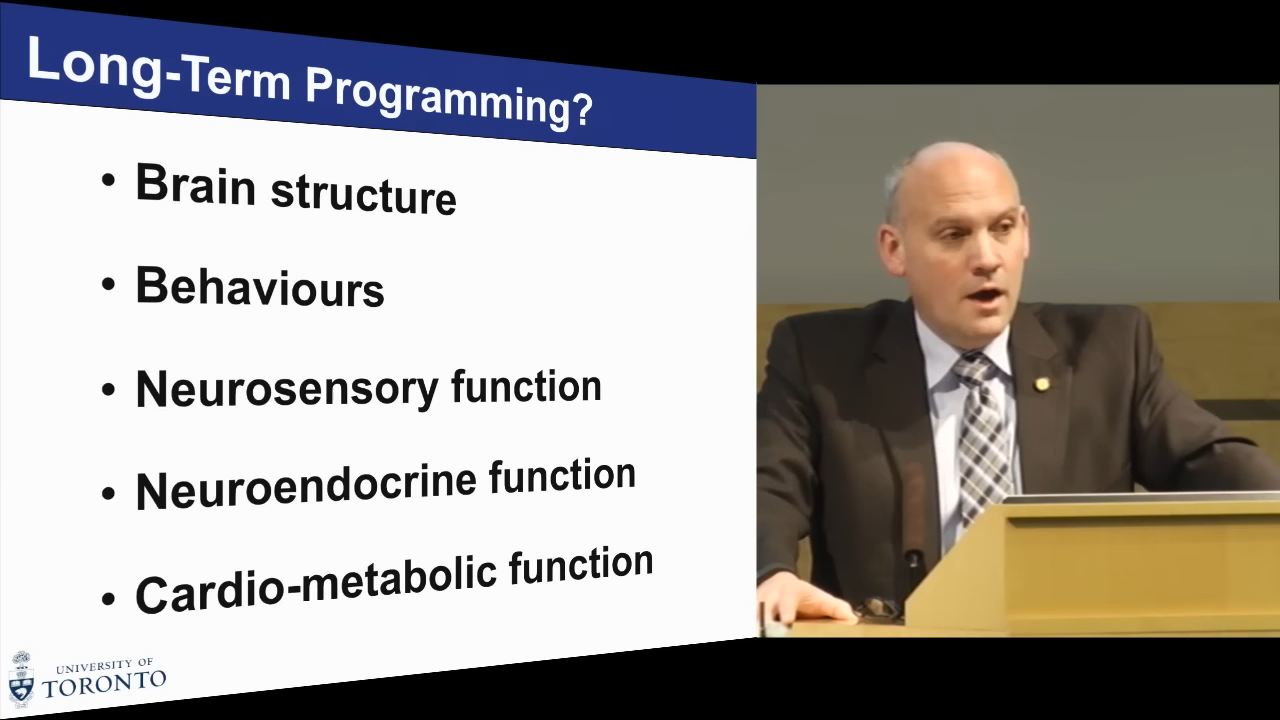 Long-Term Programming?
• Brain structure
• Behaviours
• Neurosensory function
• Neuroendocrine function
• Cardio-metabolic function
UNIVERSITY OF
TORONTO